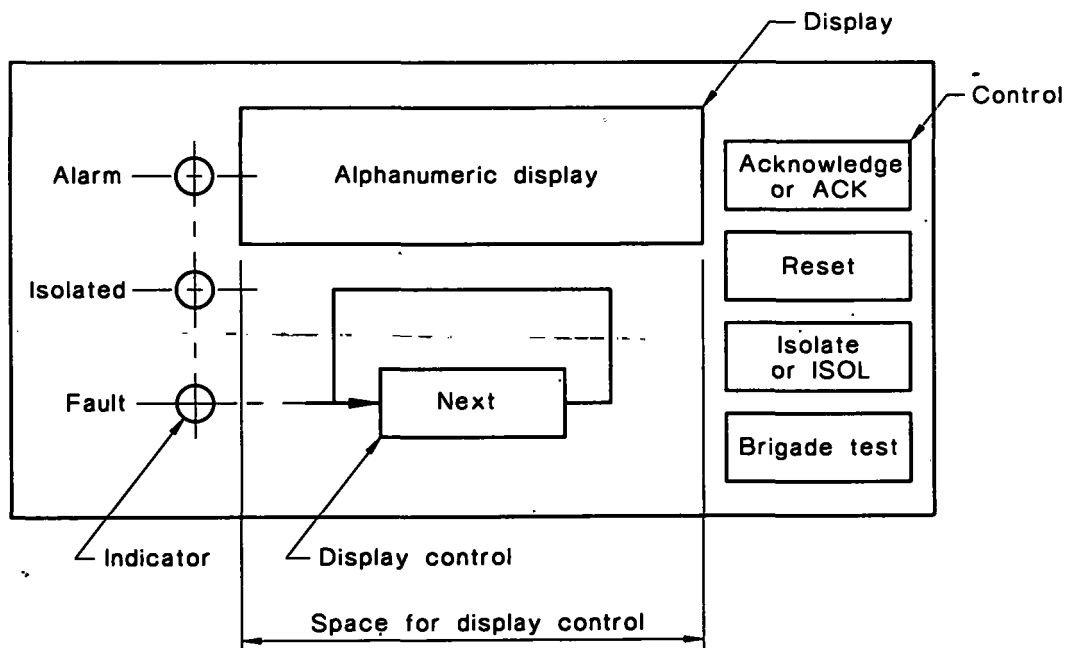 Display
Control
Alarm
Alphanumeric display
Acknowledge
or ACK
Isolated
Reset
Isolate
or ISOL
Fault
Next
Brigade test
Indicator
Display control
Space for display control